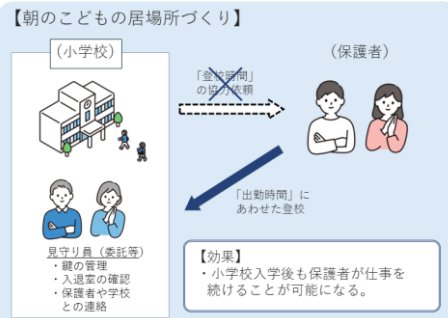 【朝のこどもの居場所づくり】
(小学校)
(保護者)
「登校時間」
の協力依頼
「出勤時間」に
あわせた登校
見守り員（委託等）
・鍵の管理
・入退室の確認
・保護者や学校
との連絡
【効果】
・小学校入学後も保護者が仕事を
続けることが可能になる。